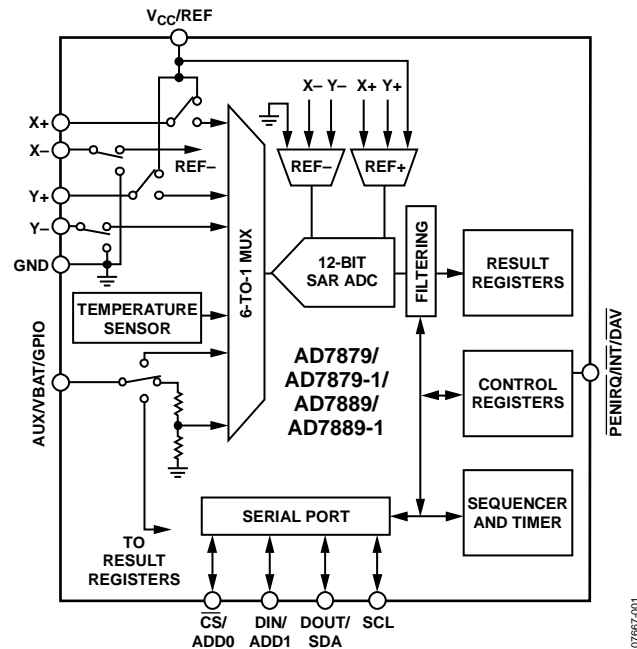 VCC/REF
X– Y– X+ Y+
X+
X–
REF–
Y+
Y–
GND
REF–
REF+
6-TO-1 MUX
12-BIT
SAR ADC
FILTERING
RESULT
REGISTERS
TEMPERATURE
SENSOR
AUX/VBAT/GPIO
AD7879/
AD7879-1/
AD7889/
AD7889-1
CONTROL
REGISTERS
PENIRQ/INT/DAV
SEQUENCER
AND TIMER
SERIAL PORT
TO
RESULT
REGISTERS
CS/
ADD0
DIN/
ADD1
DOUT/
SDA
SCL
07667-001